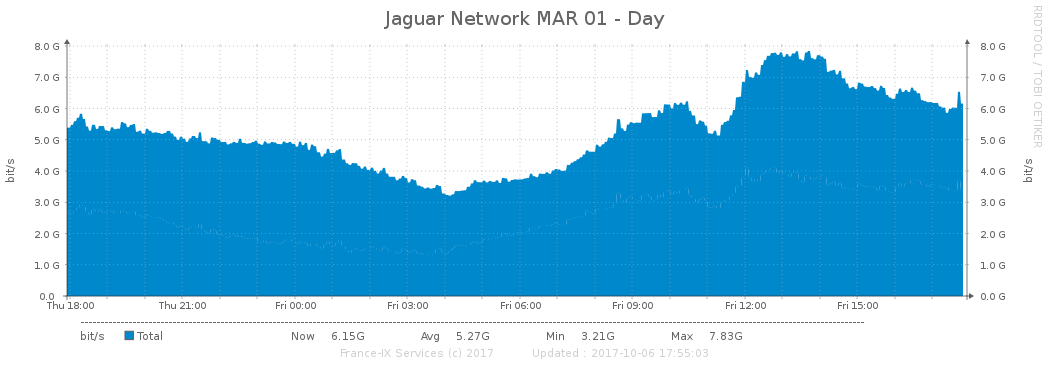 Jaguar Network MAR 01 - Day
RRDTOOL / TOBI OETIKER
8.0 G 8.0 G
7.0 G 7.0 G
6.0 G 6.0 G
5.0 G 5.0 G
4.0 G 4.0 G
3.0 G 3.0 G
2.0 G 2.0 G
1.0 G 1.0 G
0.0 0.0 G
bit/s
bit/s
Thu 18:00 Thu 21:00 Fri 00:00 Fri 03:00 Fri 06:00 Fri 09:00 Fri 12:00 Fri 15:00
bit/s Total Now 6.15G Avg 5.27G Min 3.21G Max 7.83G
France-IX Services (c) 2017 Updated : 2017-10-06 17:55:03